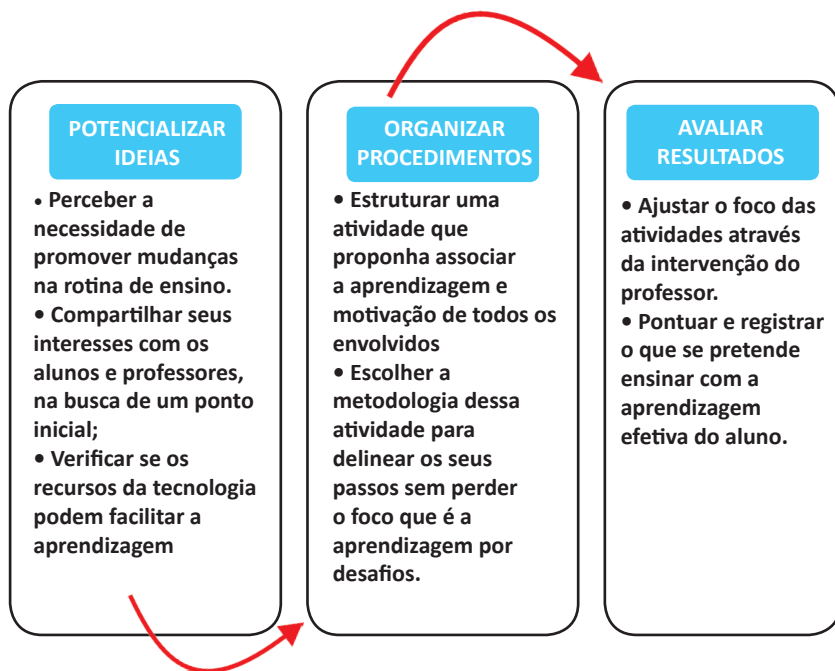 POTENCIALIZAR
IDEIAS
• Perceber a
necessidade de
promover mudanças
na rotina de ensino.
• Compartilhar seus
interesses com os
alunos e professores,
na busca de um ponto
inicial;
• Verificar se os
recursos da tecnologia
podem facilitar a
aprendizagem
ORGANIZAR
PROCEDIMENTOS
• Estruturar uma
atividade que
proponha associar
a aprendizagem e
motivação de todos os
envolvidos
• Escolher a
metodologia dessa
atividade para
delinear os seus
passos sem perder
o foco que é a
aprendizagem por
desafios.
AVALIAR
RESULTADOS
• Ajustar o foco das
atividades através
da intervenção do
professor.
• Pontuar e registrar
o que se pretende
ensinar com a
aprendizagem
efetiva do aluno.